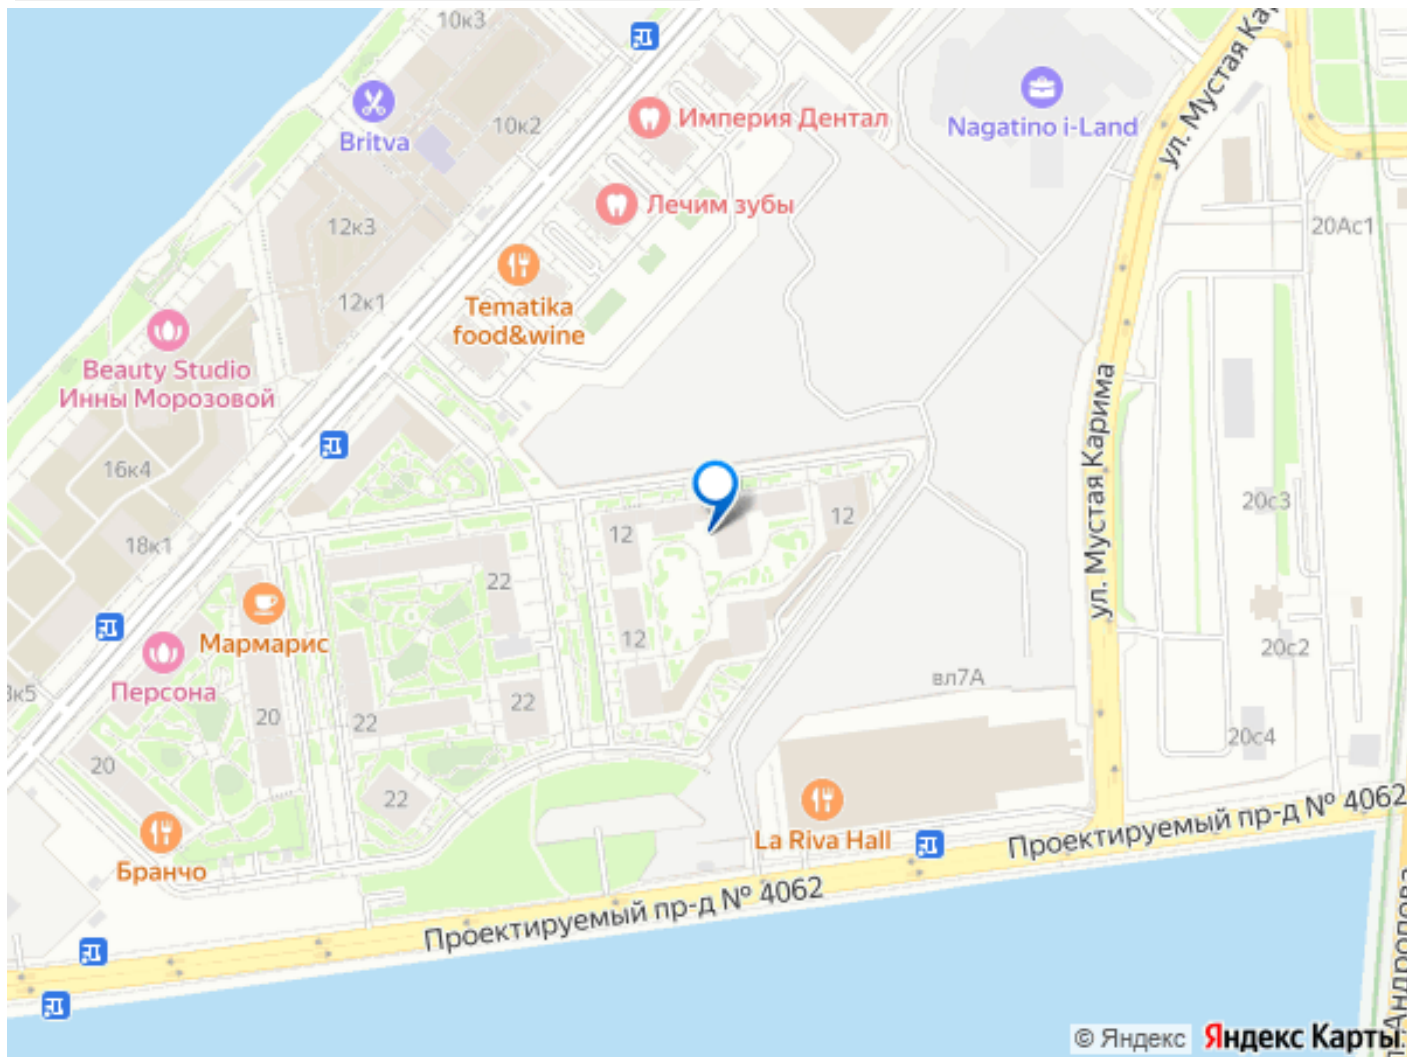 10к3
Britva
10к2
Империя Дентал
Nagatino i-Land
ул. Мустая Ка
Лечим зубы
12к3
20Ас1
12к1
Tematika
food&wine
Beauty Studio
Инны Морозовой
ул. Мустая Карима
16к4
12
12
20с3
18к1
22
Мармарис
12
20с2
Персона
к5
вл7А
20
22
22
20с4
20
22
La Riva Hall
Проектируемый пр-д № 4062
Бранчо
Проектируемый пр-д № 4062
Андропова
© Яндекс
Яндекс Карты